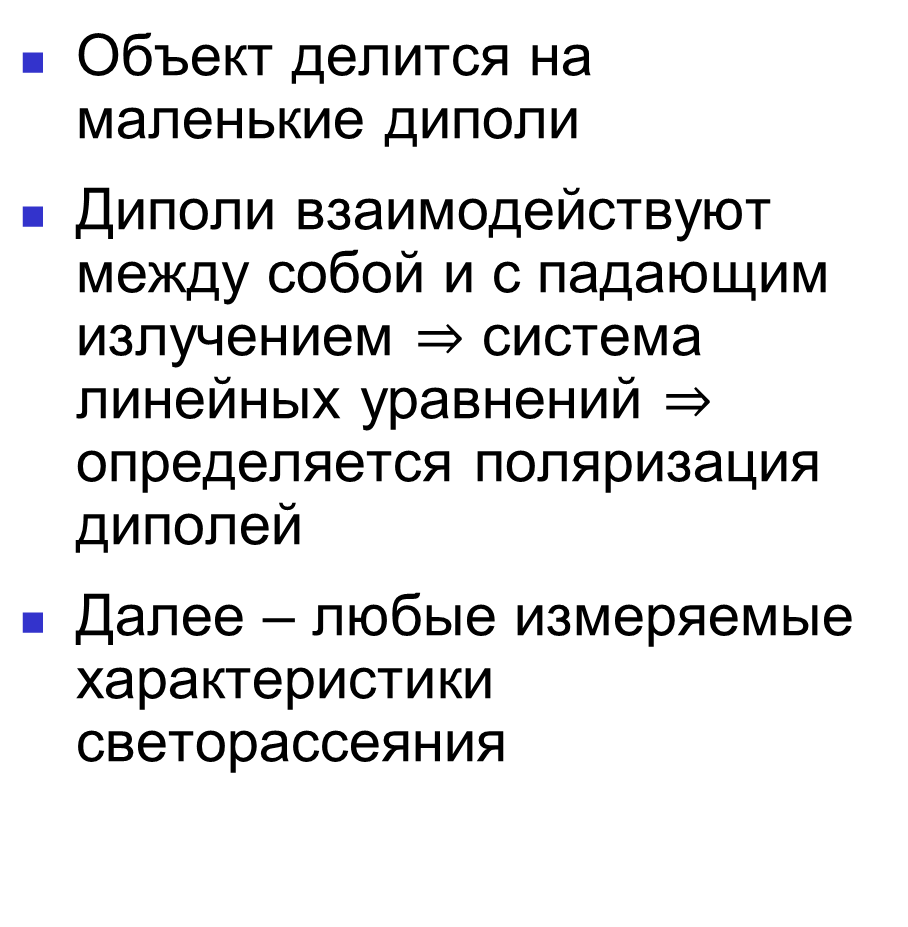 ▪ Объект делится на
маленькие диполи
▪ Диполи взаимодействуют
между собой и с падающим
излучением ⇒ система
линейных уравнений ⇒
определяется поляризация
диполей
▪ Далее – любые измеряемые
характеристики
светорассеяния